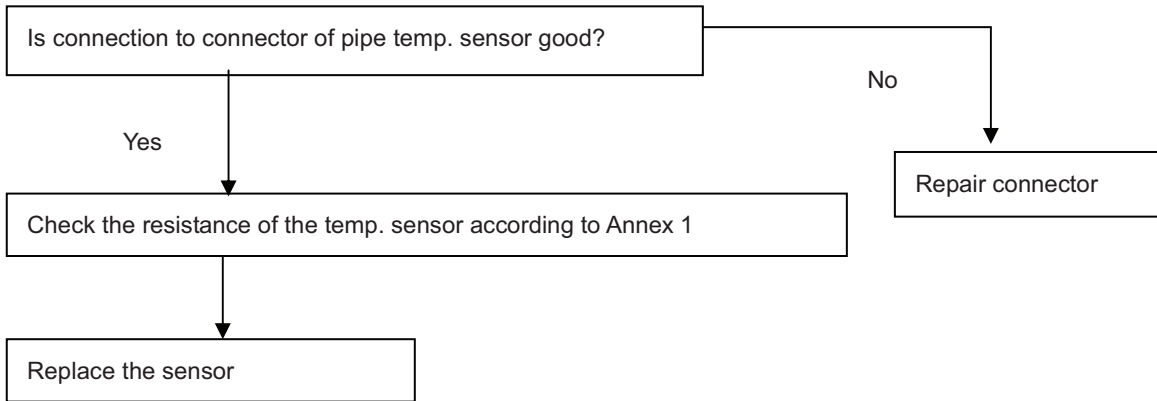 Is connection to connector of pipe temp. sensor good?
No
Yes
Repair connector
Check the resistance of the temp. sensor according to Annex 1
Replace the sensor